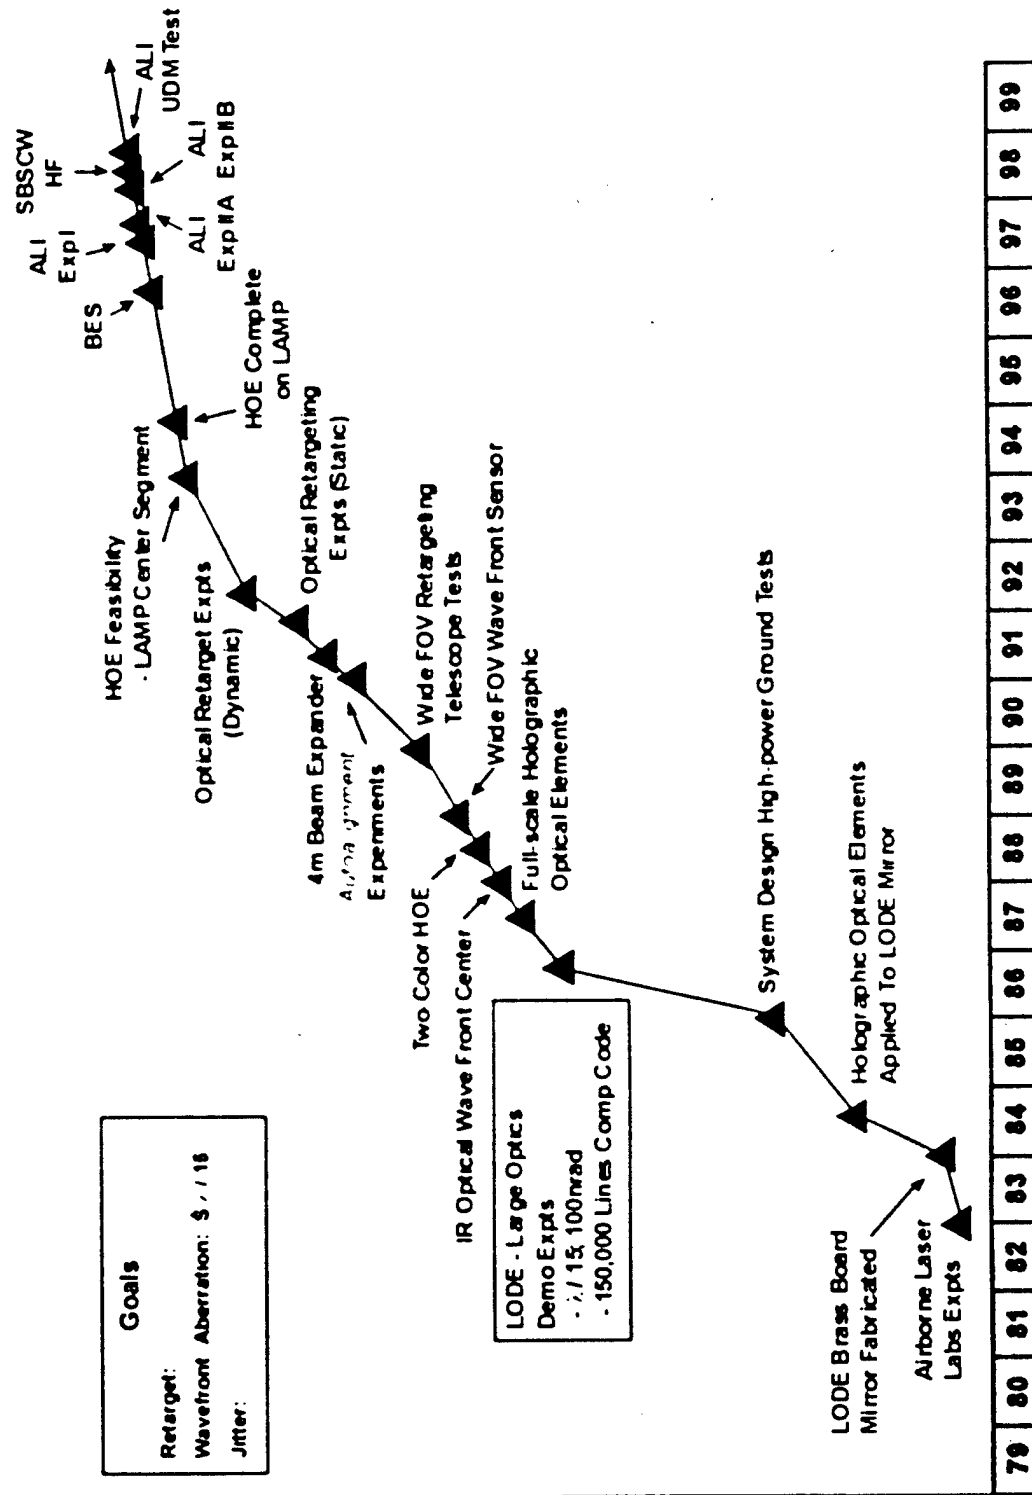 Goals
Retarget:
Wavefront Aberration: $ / 16
Jitter:
SBSCW
HF
ALI
Exp I
BES
ALI
UDM Test
ALI
Exp IIB
ALI
Exp IIA
HOE Feasibility
- LAMP Center Segment
HOE Complete
on LAMP
Optical Retarget Expts
(Dynamic)
Optical Retargeting
Expts (Static)
4m Beam Expander
Experiments
Wide FOV Retargeting
Telescope Tests
Two Color HOE
Wide FOV Wave Front Sensor
IR Optical Wave Front Center
Full-scale Holographic
Optical Elements
LODE - Large Optics
Demo Expts
- λ / 15; 100nrad
- 150,000 Lines Comp Code
System Design High-power Ground Tests
Holographic Optical Elements
Applied To LODE Mirror
LODE Brass Board
Mirror Fabricated
Airborne Laser
Labs Expts
79 80 81 82 83 84 85 86 87 88 89 90 91 92 93 94 95 96 97 98 99